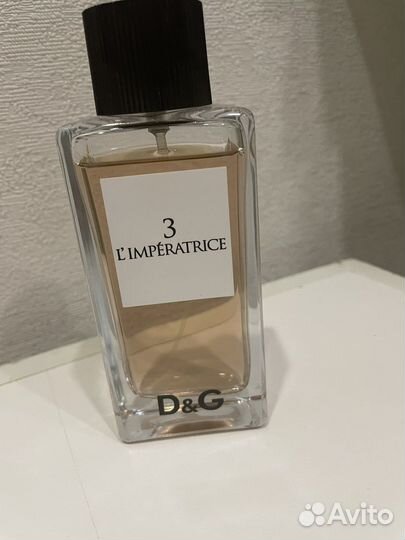 3
L'IMPÉRATRICE
D&G
Avito